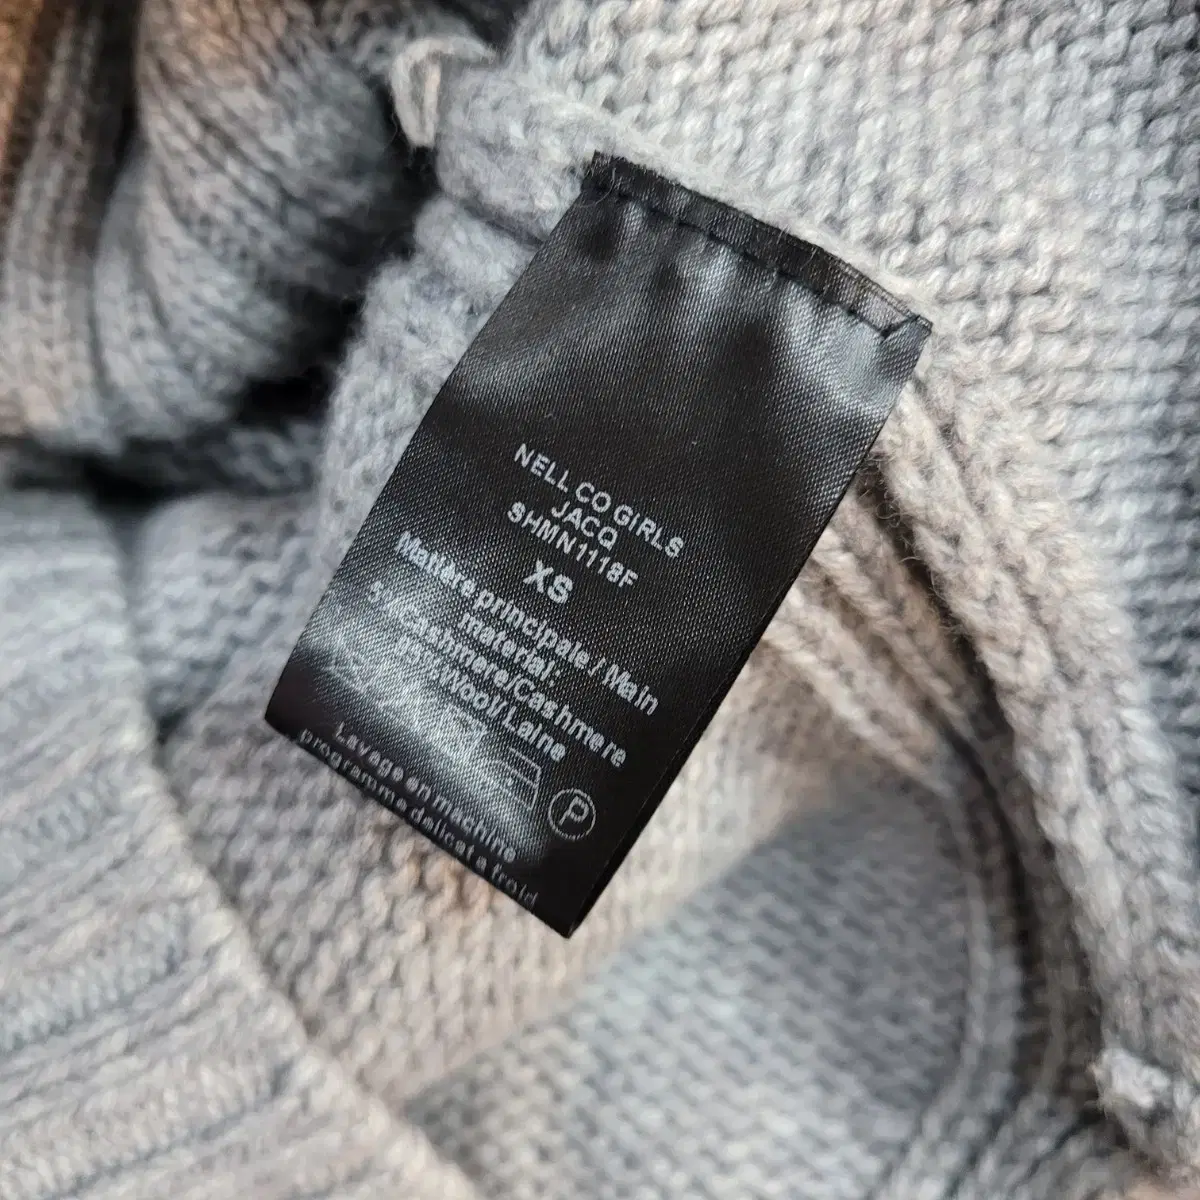 NELL CO GIRLS
JACQ
SHMN1118F
XS
Matière principale / Main
material:
Cashmere/Cashmere
Wool/Laine
P
Lavage en machine
programme délicat à froid